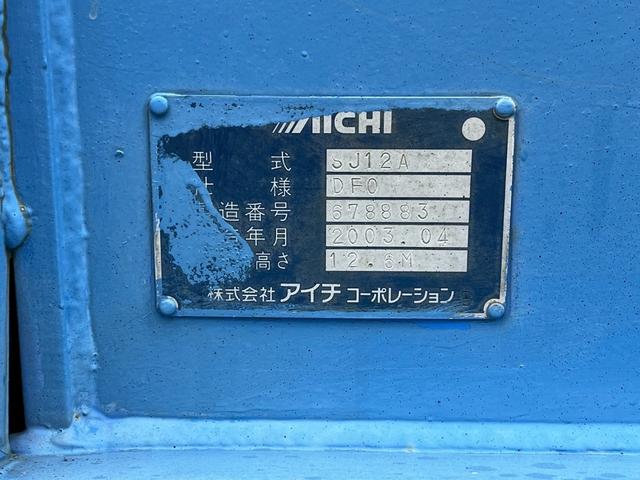 AICHI
型式 SJ12A
仕様 DF0
造番号 678883
年月 2003.04
高さ 12.6M
株式会社 アイチ コーポレーション